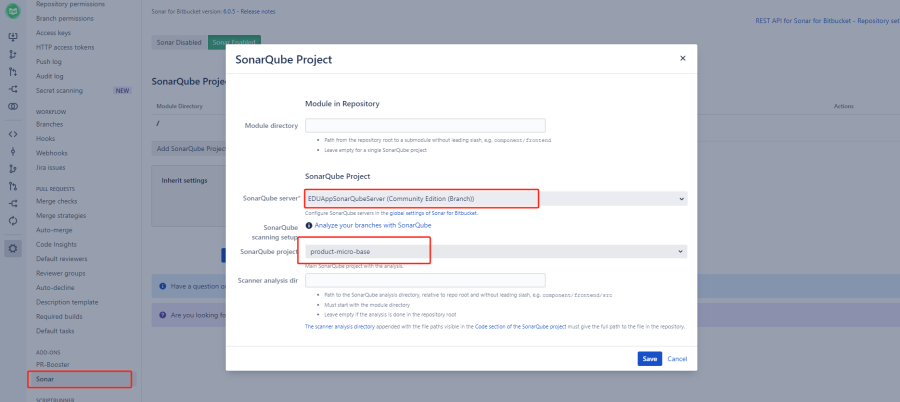 Repository permissions
Branch permissions
Access keys
HTTP access tokens
Push log
Audit log
Secret scanning NEW
WORKFLOW
Branches
Hooks
Webhooks
Jira issues
PULL REQUESTS
Merge checks
Merge strategies
Auto-merge
Code Insights
Default reviewers
Reviewer groups
Auto-decline
Description template
Required builds
Default tasks
ADD-ONS
PR-Booster
Sonar
SCRIPTRUNNER
Sonar for Bitbucket version: 6.0.5 - Release notes
REST API for Sonar for Bitbucket – Repository set
Sonar Disabled Sonar Enabled
SonarQube Proje
Module Directory Actions
/
Add SonarQube Project
Inherit settings
Have a question o
Are you looking fo
SonarQube Project
Module in Repository
Module directory
Path from the repository root to a submodule without leading slash, e.g. component/frontend
Leave empty for a single SonarQube project
SonarQube Project
SonarQube server* EDUAppSonarQubeServer (Community Edition (Branch))
Configure SonarQube servers in the global settings of Sonar for Bitbucket.
SonarQube scanning setup
Analyze your branches with SonarQube
SonarQube project product-micro-base
Main SonarQube project with the analysis.
Scanner analysis dir
Path to the SonarQube analysis directory, relative to repo root and without leading slash, e.g. component/frontend/src
Must start with the module directory
Leave empty if the analysis is done in the repository root
The scanner analysis directory appended with the file paths visible in the Code section of the SonarQube project must give the full path to the file in the repository.
Save Cancel